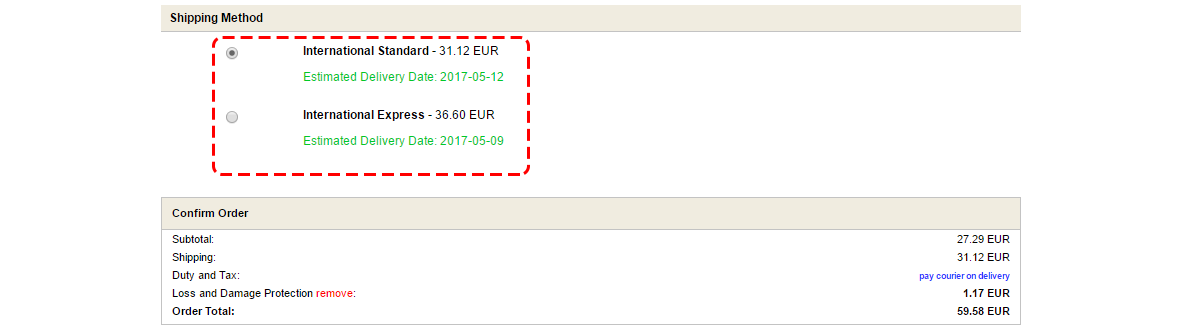 Shipping Method
International Standard - 31.12 EUR
Estimated Delivery Date: 2017-05-12
International Express - 36.60 EUR
Estimated Delivery Date: 2017-05-09
Confirm Order
Subtotal: 27.29 EUR
Shipping: 31.12 EUR
Duty and Tax: pay courier on delivery
Loss and Damage Protection remove: 1.17 EUR
Order Total: 59.58 EUR